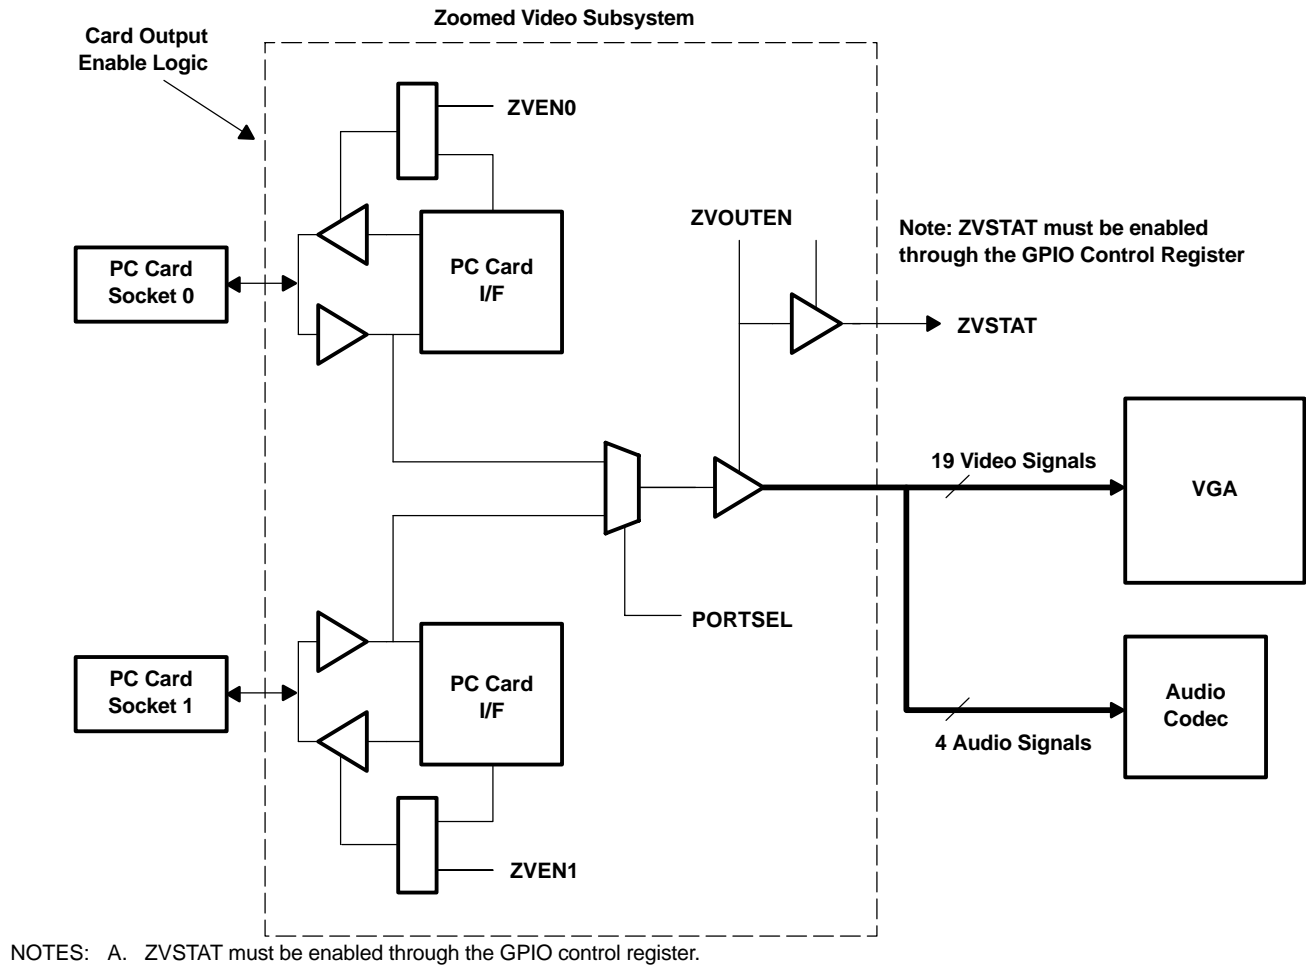 Zoomed Video Subsystem
Card Output
Enable Logic
ZVEN0
ZVOUTEN
Note: ZVSTAT must be enabled
through the GPIO Control Register
PC Card
Socket 0
PC Card
I/F
ZVSTAT
19 Video Signals
VGA
PORTSEL
PC Card
Socket 1
PC Card
I/F
Audio
Codec
4 Audio Signals
ZVEN1
NOTES: A. ZVSTAT must be enabled through the GPIO control register.